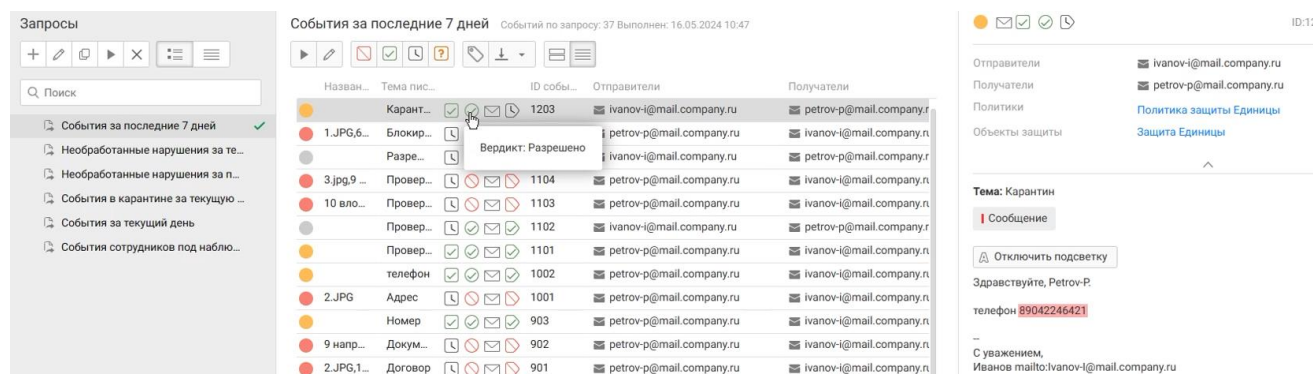 Запросы
Поиск
События за последние 7 дней
Необработанные нарушения за те...
Необработанные нарушения за п...
События в карантине за текущую ...
События за текущий день
События сотрудников под наблю...
События за последние 7 дней Событий по запросу: 37 Выполнен: 16.05.2024 10:47
Назван... Тема пис... ID собы... Отправители Получатели
Карант... 1203 ivanov-i@mail.company.ru petrov-p@mail.company.r
1.JPG,6... Блокир... petrov-p@mail.company.ru ivanov-i@mail.company.ru
Вердикт: Разрешено
Разре... ivanov-i@mail.company.ru petrov-p@mail.company.r
3.jpg,9 ... Провер... 1104 petrov-p@mail.company.ru ivanov-i@mail.company.ru
10 вло... Провер... 1103 petrov-p@mail.company.ru ivanov-i@mail.company.ru
Провер... 1102 ivanov-i@mail.company.ru petrov-p@mail.company.r
Провер... 1101 petrov-p@mail.company.ru ivanov-i@mail.company.ru
телефон 1002 petrov-p@mail.company.ru ivanov-i@mail.company.ru
2.JPG Адрес 1001 petrov-p@mail.company.ru ivanov-i@mail.company.ru
Номер 903 petrov-p@mail.company.ru ivanov-i@mail.company.ru
9 напр... Докум... 902 petrov-p@mail.company.ru ivanov-i@mail.company.ru
2.JPG,1... Договор 901 petrov-p@mail.company.ru ivanov-i@mail.company.ru
ID:12
Отправители ivanov-i@mail.company.ru
Получатели petrov-p@mail.company.ru
Политики Политика защиты Единицы
Объекты защиты Защита Единицы
Тема: Карантин
Сообщение
Отключить подсветку
Здравствуйте, Petrov-P.
телефон 89042246421
--
С уважением,
Иванов mailto:Ivanov-I@mail.company.ru